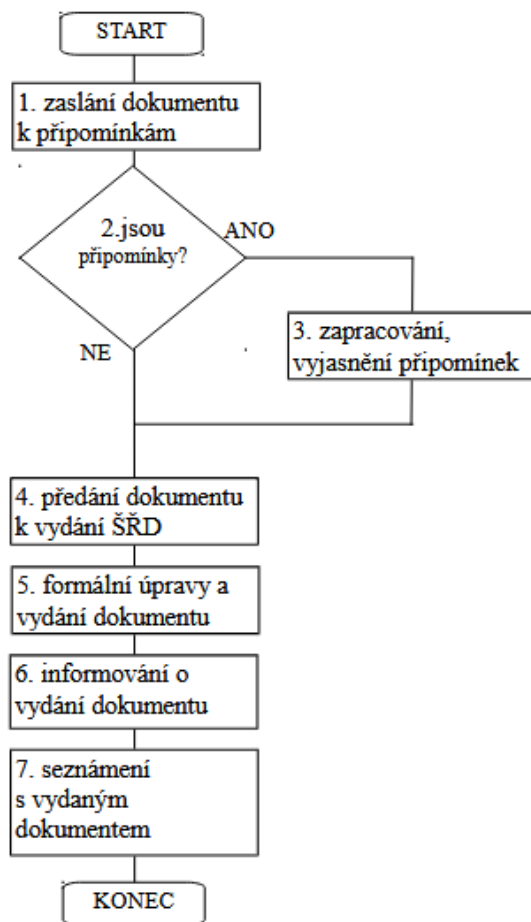 START
1. zaslání dokumentu
k připomínkám
2.jsou
připomínky?
ANO
NE
3. zapracování,
vyjasnění připomínek
4. předání dokumentu
k vydání ŠŘD
5. formální úpravy a
vydání dokumentu
6. informování o
vydání dokumentu
7. seznámení
s vydaným
dokumentem
KONEC